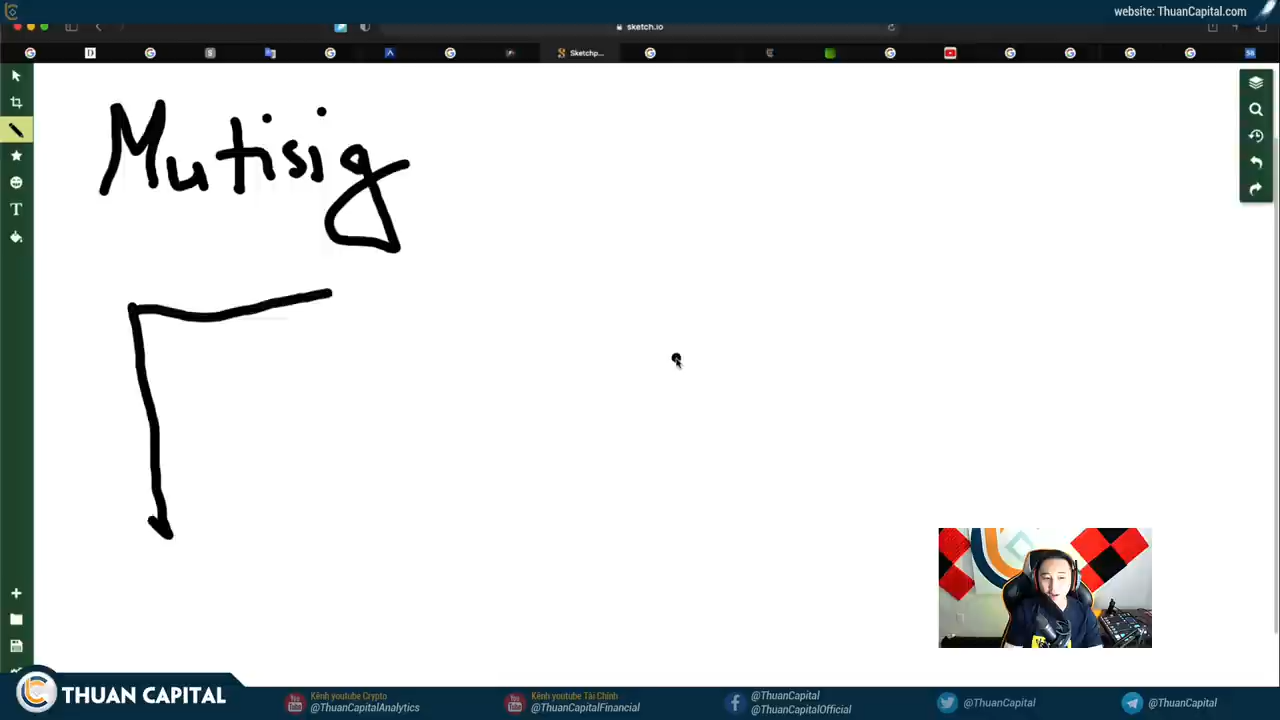 website: ThuanCapital.com
sketch.io
Sketchp...
Mutisig
THUAN CAPITAL
Kênh youtube Crypto
@ThuanCapitalAnalytics
Kênh youtube Tài Chính
@ThuanCapitalFinancial
@ThuanCapital
@ThuanCapitalOfficial
@ThuanCapital
@ThuanCapital